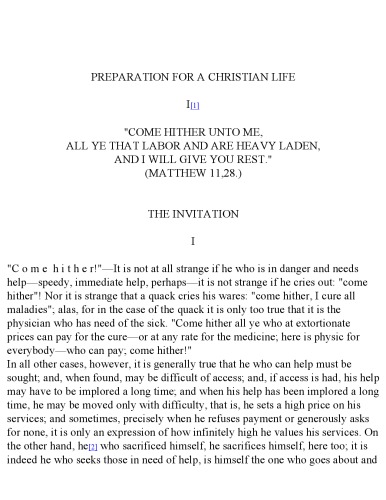 PREPARATION FOR A CHRISTIAN LIFE
I[1]
"COME HITHER UNTO ME,
ALL YE THAT LABOR AND ARE HEAVY LADEN,
AND I WILL GIVE YOU REST."
(MATTHEW 11,28.)
THE INVITATION
I
"C o m e  h i t h e r!"—It is not at all strange if he who is in danger and needs
help—speedy, immediate help, perhaps—it is not strange if he cries out: "come
hither"! Nor it is strange that a quack cries his wares: "come hither, I cure all
maladies"; alas, for in the case of the quack it is only too true that it is the
physician who has need of the sick. "Come hither all ye who at extortionate
prices can pay for the cure—or at any rate for the medicine; here is physic for
everybody—who can pay; come hither!"
In all other cases, however, it is generally true that he who can help must be
sought; and, when found, may be difficult of access; and, if access is had, his help
may have to be implored a long time; and when his help has been implored a long
time, he may be moved only with difficulty, that is, he sets a high price on his
services; and sometimes, precisely when he refuses payment or generously asks
for none, it is only an expression of how infinitely high he values his services. On
the other hand, he[2] who sacrificed himself, he sacrifices himself, here too; it is
indeed he who seeks those in need of help, is himself the one who goes about and